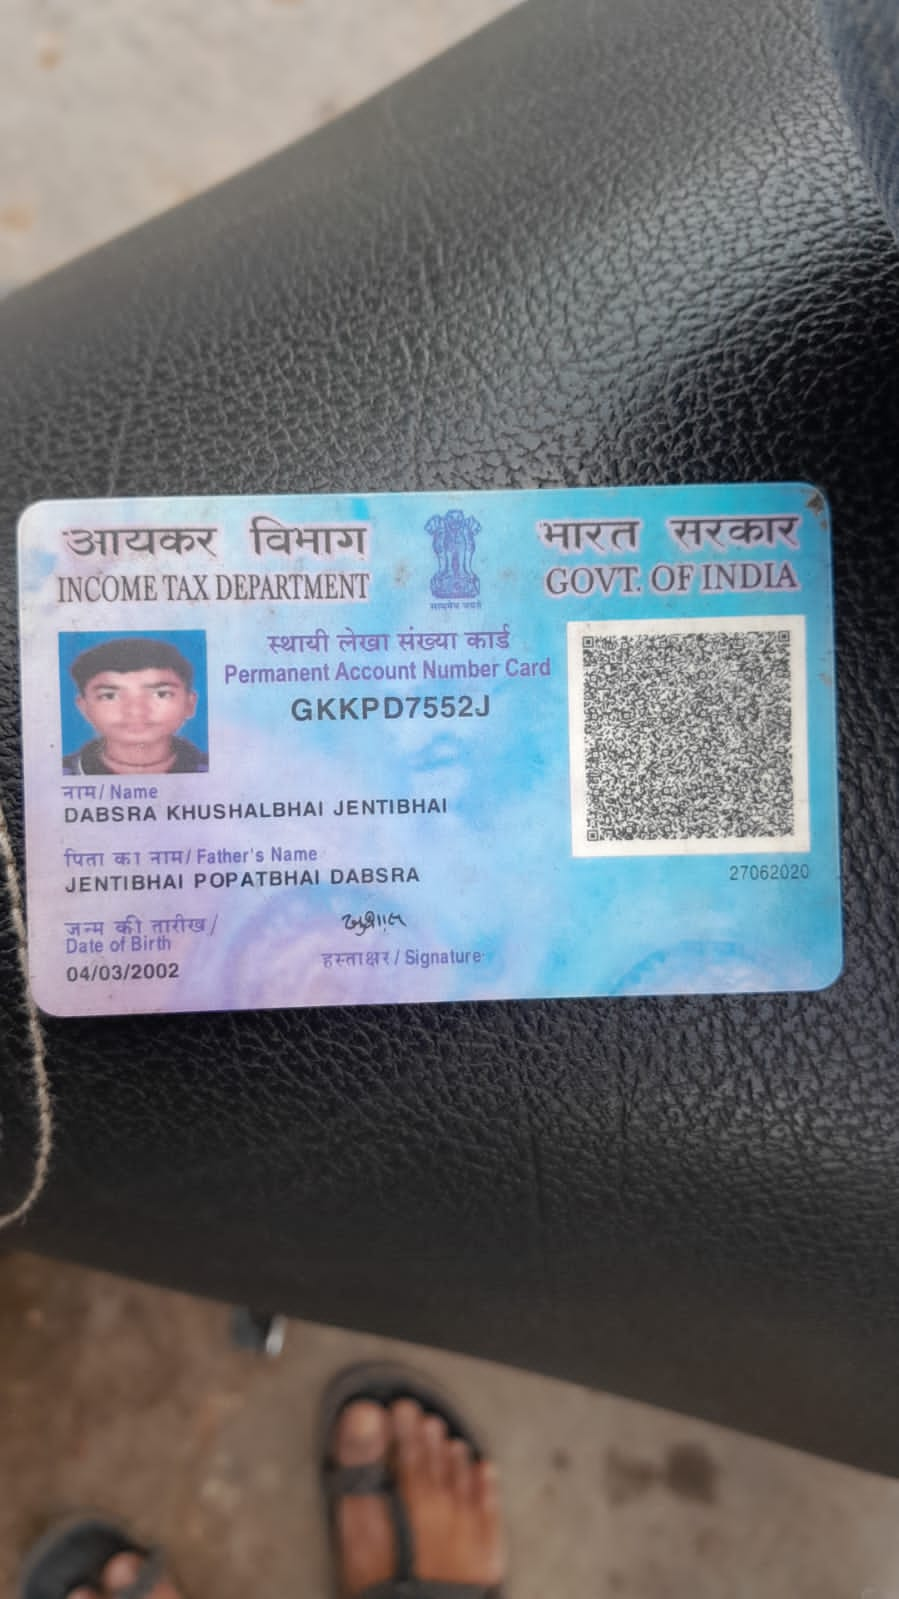 आयकर विभाग
INCOME TAX DEPARTMENT
भारत सरकार
GOVT. OF INDIA
सत्यमेव जयते
स्थायी लेखा संख्या कार्ड
Permanent Account Number Card
GKKPD7552J
नाम / Name
DABSRA KHUSHALBHAI JENTIBHAI
पिता का नाम / Father's Name
JENTIBHAI POPATBHAI DABSRA
27062020
जन्म की तारीख /
Date of Birth
04/03/2002
ખુશાલ
हस्ताक्षर / Signature